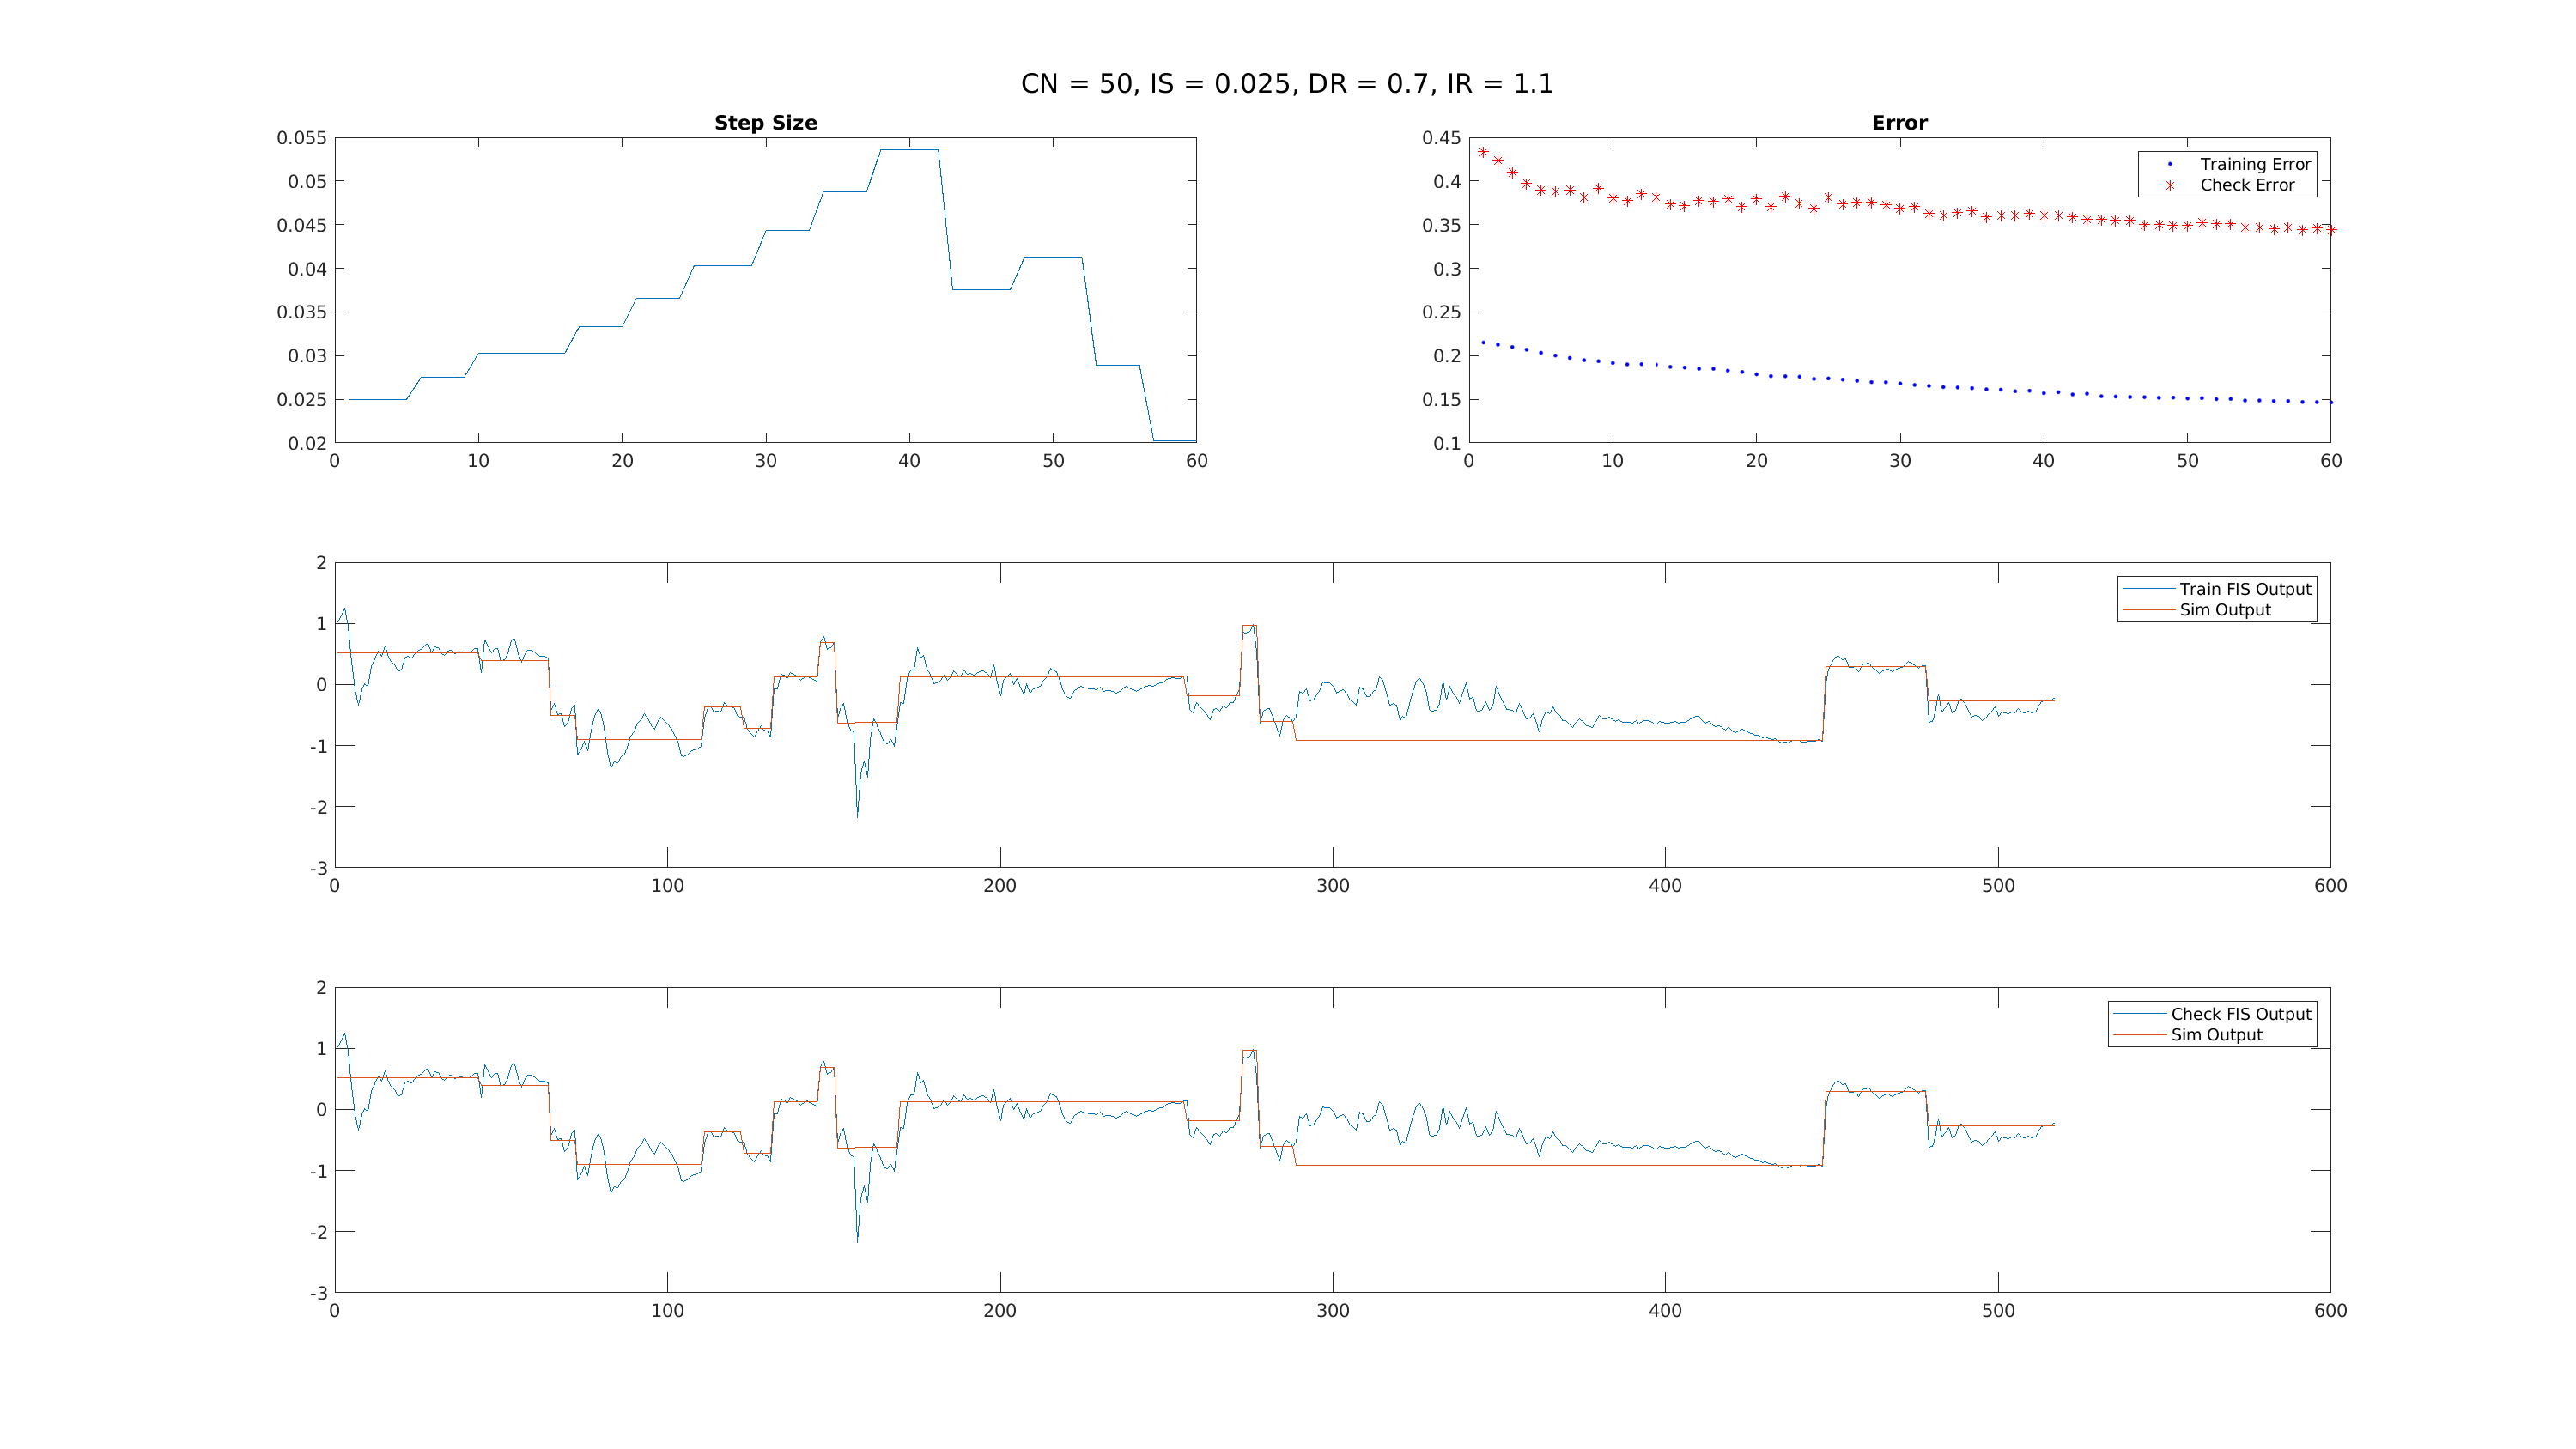 CN = 50, IS = 0.025, DR = 0.7, IR = 1.1
Step Size
0.055
0.05
0.045
0.04
0.035
0.03
0.025
0.02
0 10 20 30 40 50 60
Error
0.45
0.4
0.35
0.3
0.25
0.2
0.15
0.1
0 10 20 30 40 50 60
Training Error
Check Error
2
1
0
-1
-2
-3
0 100 200 300 400 500 600
Train FIS Output
Sim Output
2
1
0
-1
-2
-3
0 100 200 300 400 500 600
Check FIS Output
Sim Output